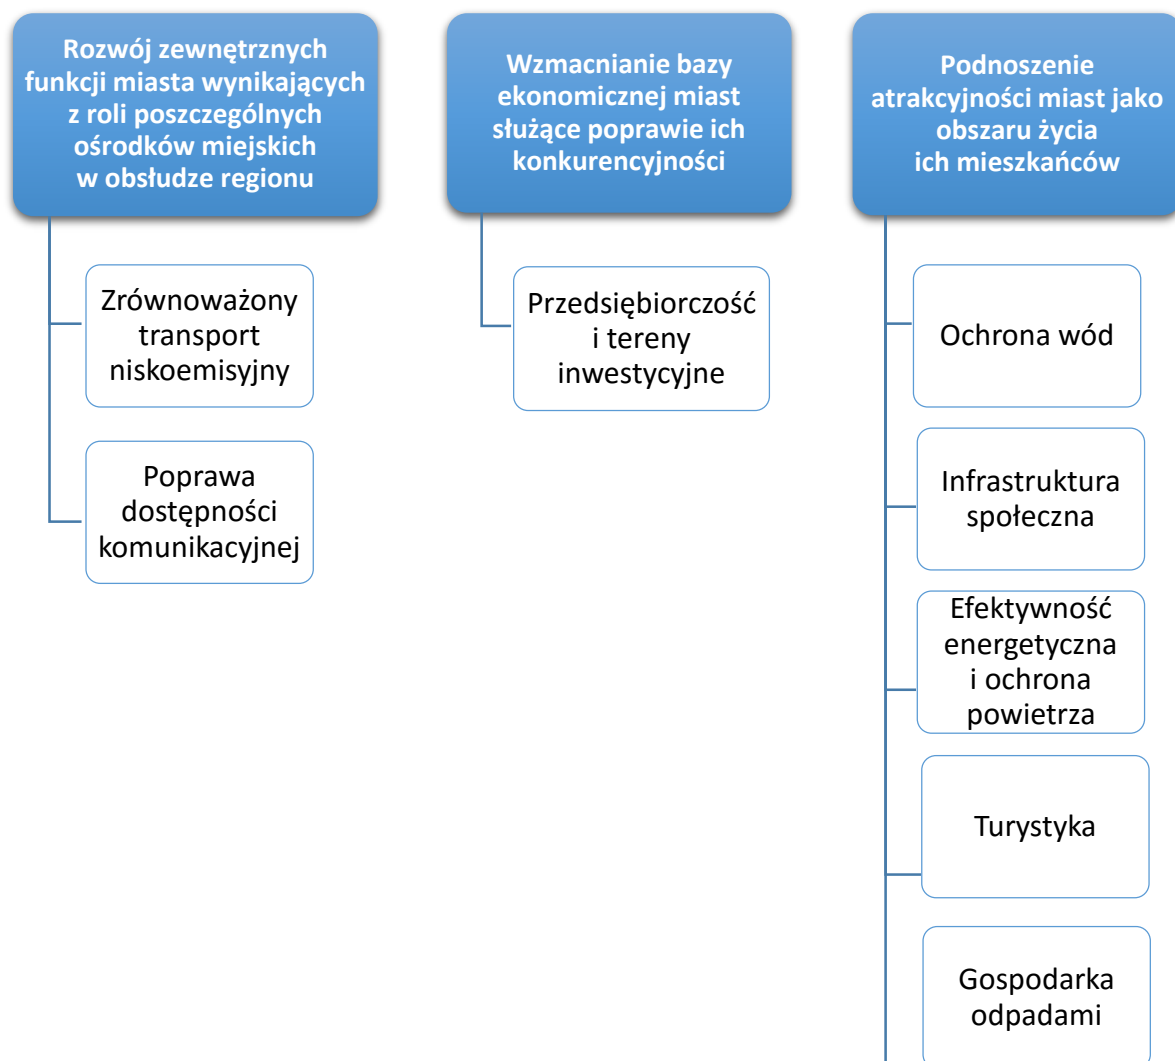 Rozwój zewnętrznych
funkcji miasta wynikających
z roli poszczególnych
ośrodków miejskich
w obsłudze regionu
Zrównoważony
transport
niskoemisyjny
Poprawa
dostępności
komunikacyjnej
Wzmacnianie bazy
ekonomicznej miast
służące poprawie ich
konkurencyjności
Przedsiębiorczość
i tereny
inwestycyjne
Podnoszenie
atrakcyjności miast jako
obszaru życia
ich mieszkańców
Ochrona wód
Infrastruktura
społeczna
Efektywność
energetyczna
i ochrona
powietrza
Turystyka
Gospodarka
odpadami